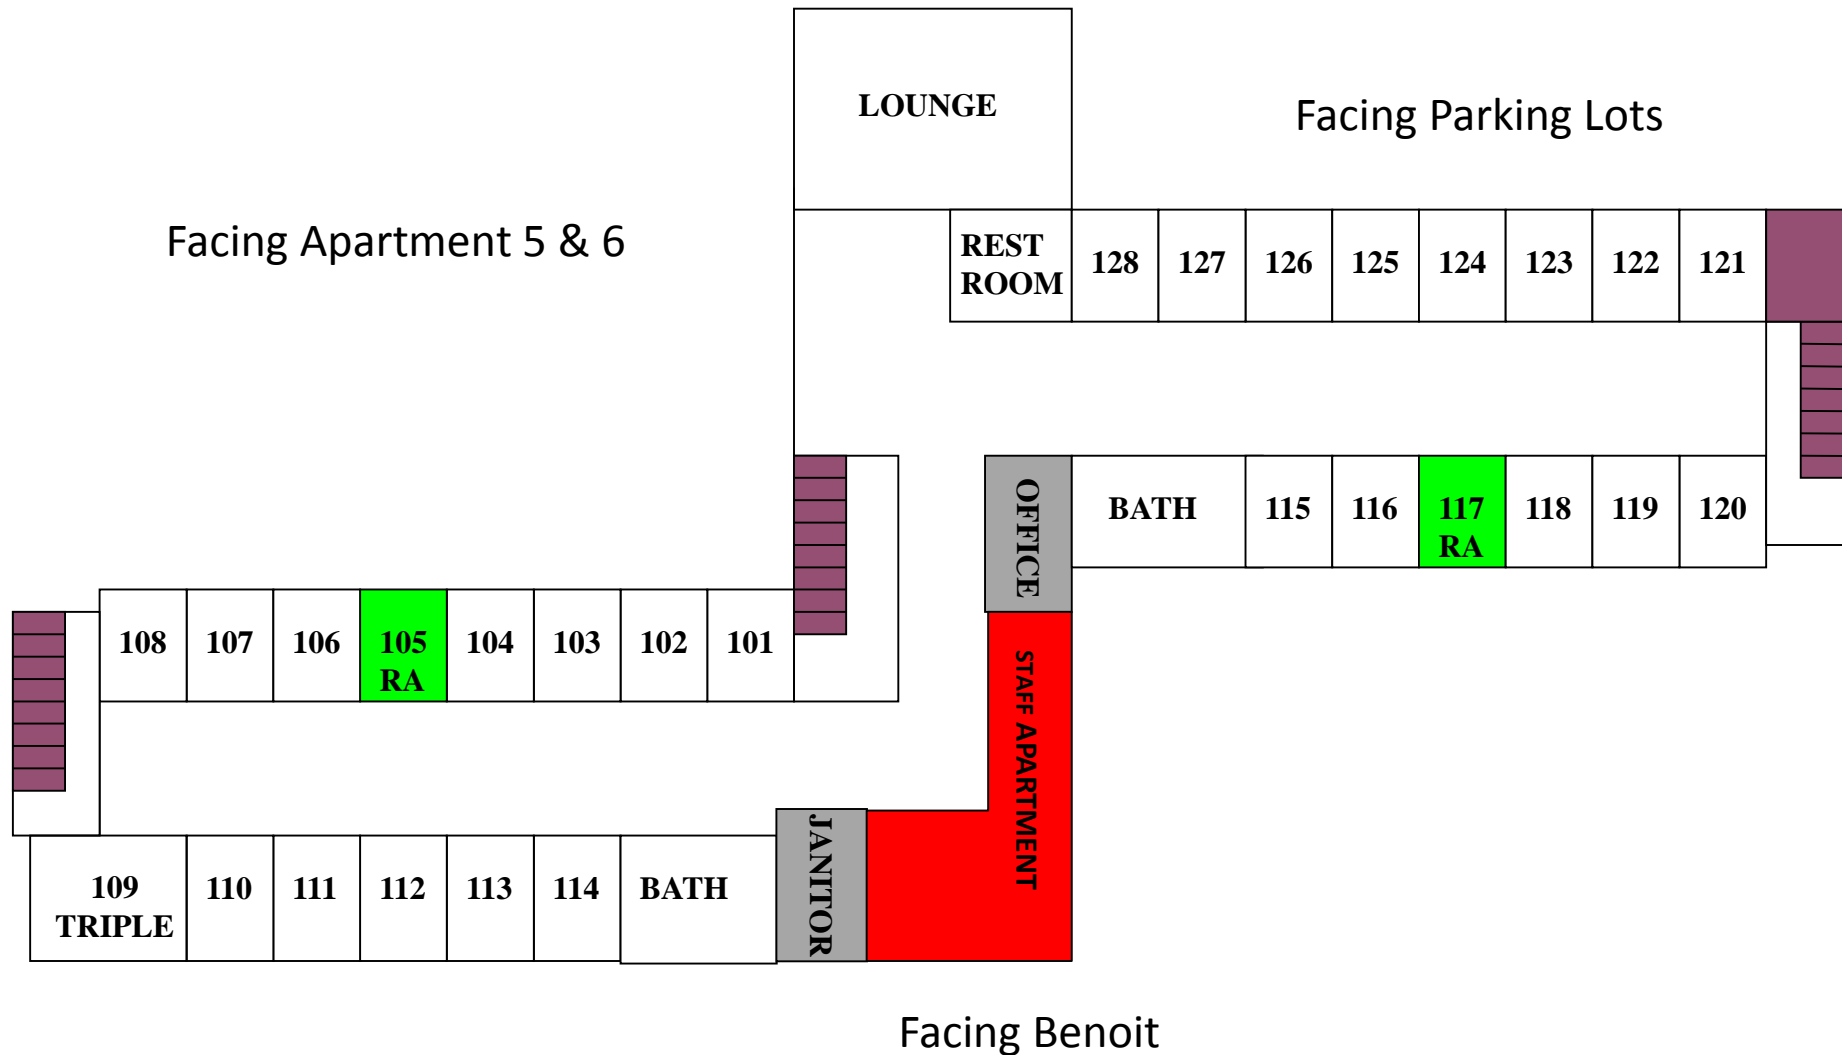 LOUNGE
Facing Parking Lots
Facing Apartment 5 & 6
REST
ROOM
128
127
126
125
124
123
122
121
OFFICE
BATH
115
116
117
RA
118
119
120
108
107
106
105
RA
104
103
102
101
STAFF APARTMENT
109
TRIPLE
110
111
112
113
114
BATH
JANITOR
Facing Benoit